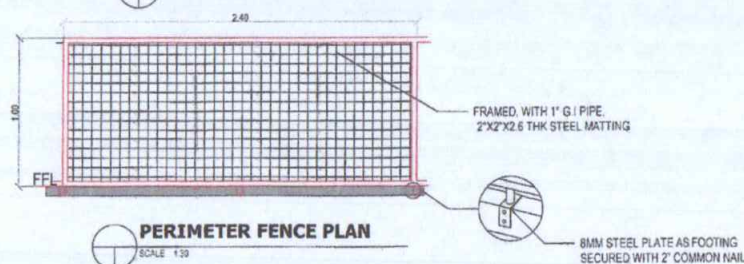 2.40
1.00
FRAMED, WITH 1" G.I PIPE,
2"X2"X2.6 THK STEEL MATTING
FFL
PERIMETER FENCE PLAN
SCALE 1:30
8MM STEEL PLATE AS FOOTING
SECURED WITH 2" COMMON NAIL